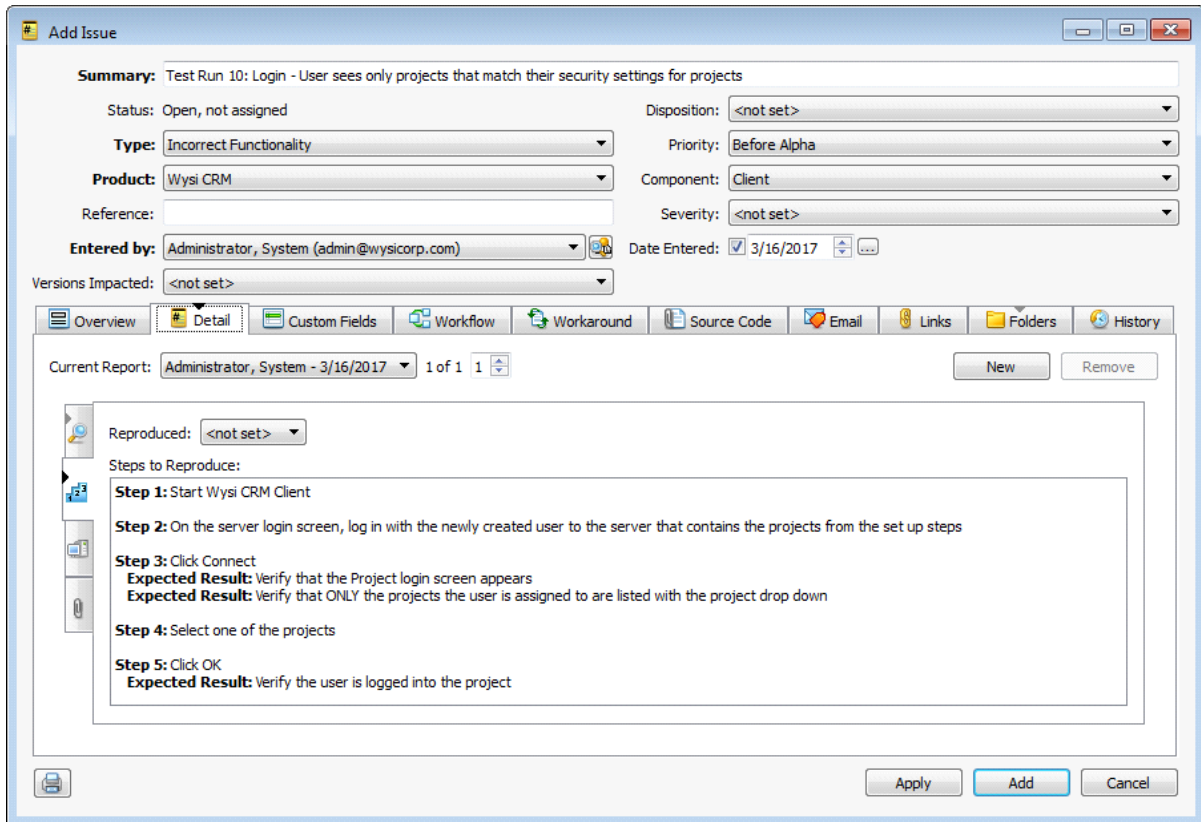 Add Issue
Summary: Test Run 10: Login - User sees only projects that match their security settings for projects
Status: Open, not assigned
Disposition: <not set>
Type: Incorrect Functionality
Priority: Before Alpha
Product: Wysi CRM
Component: Client
Reference:
Severity: <not set>
Entered by: Administrator, System (admin@wysicorp.com)
Date Entered: 3/16/2017 ...
Versions Impacted: <not set>
Overview Detail Custom Fields Workflow Workaround Source Code Email Links Folders History
Current Report: Administrator, System - 3/16/2017 1 of 1 1
New Remove
Reproduced: <not set>
Steps to Reproduce:
Step 1: Start Wysi CRM Client
Step 2: On the server login screen, log in with the newly created user to the server that contains the projects from the set up steps
Step 3: Click Connect
Expected Result: Verify that the Project login screen appears
Expected Result: Verify that ONLY the projects the user is assigned to are listed with the project drop down
Step 4: Select one of the projects
Step 5: Click OK
Expected Result: Verify the user is logged into the project
Apply Add Cancel